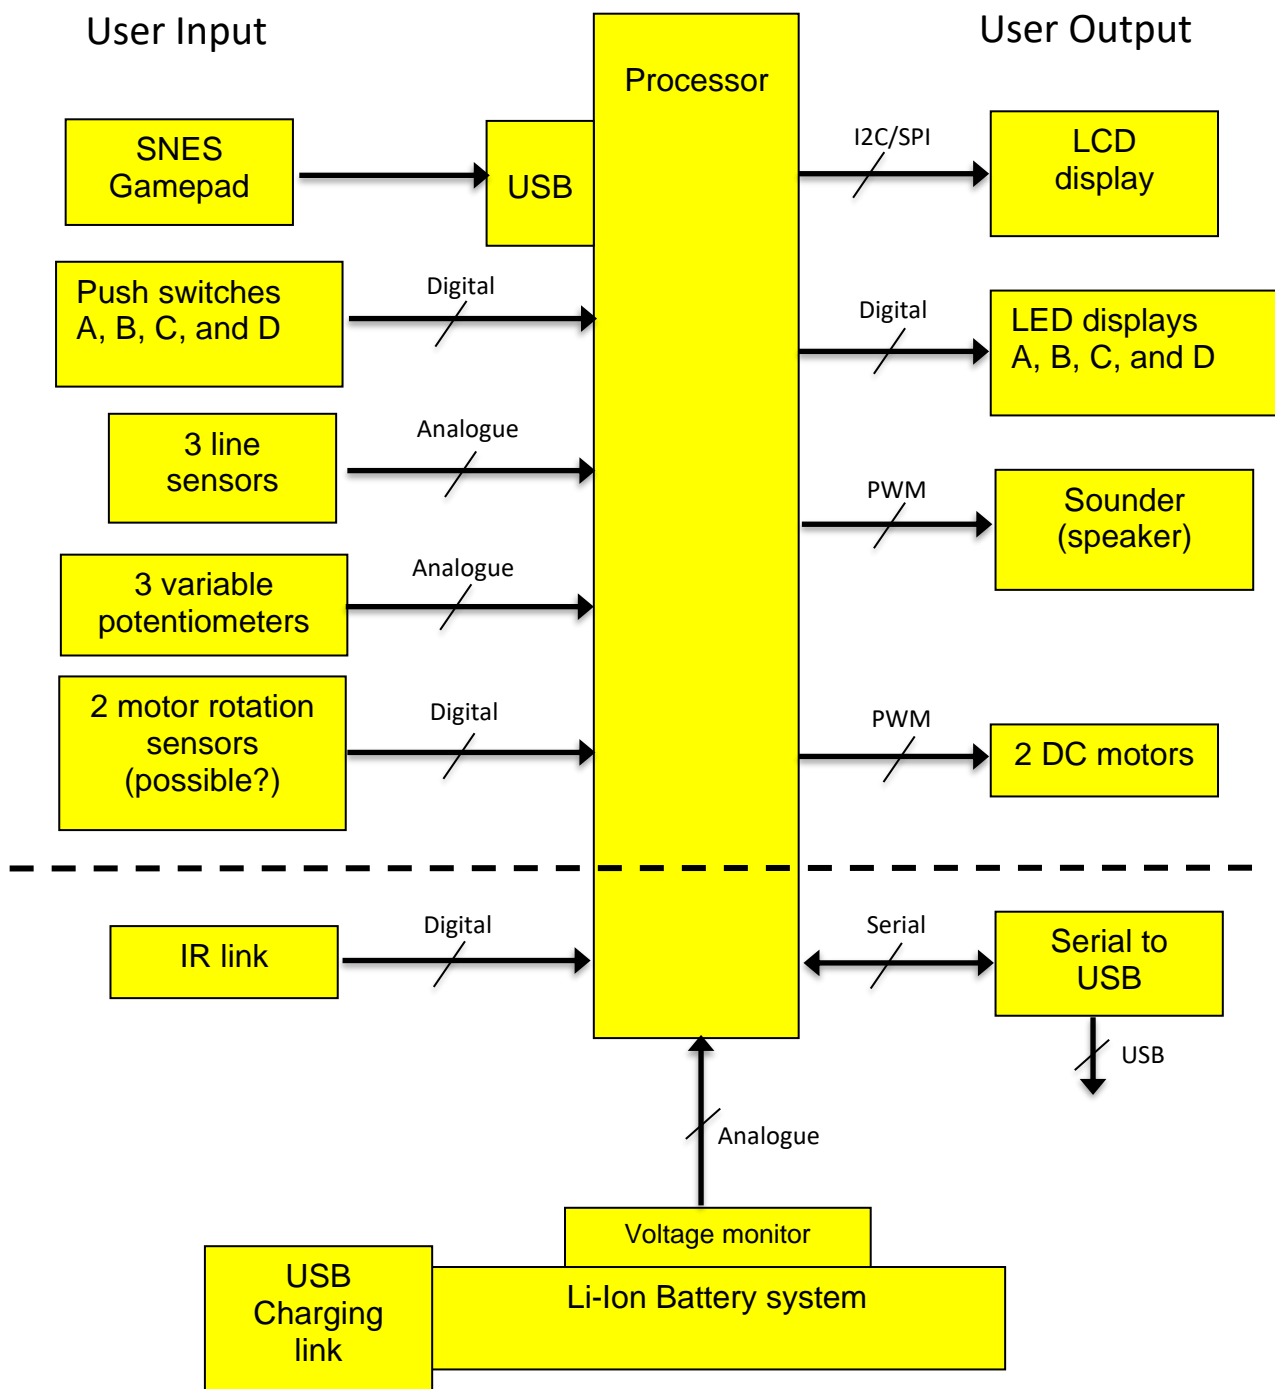 User Input
User Output
Processor
SNES
Gamepad
USB
I2C/SPI
LCD
display
Push switches
A, B, C, and D
Digital
Digital
LED displays
A, B, C, and D
3 line
sensors
Analogue
PWM
Sounder
(speaker)
3 variable
potentiometers
Analogue
2 motor rotation
sensors
(possible?)
Digital
PWM
2 DC motors
IR link
Digital
Serial
Serial to
USB
USB
Analogue
Voltage monitor
USB
Charging
link
Li-Ion Battery system